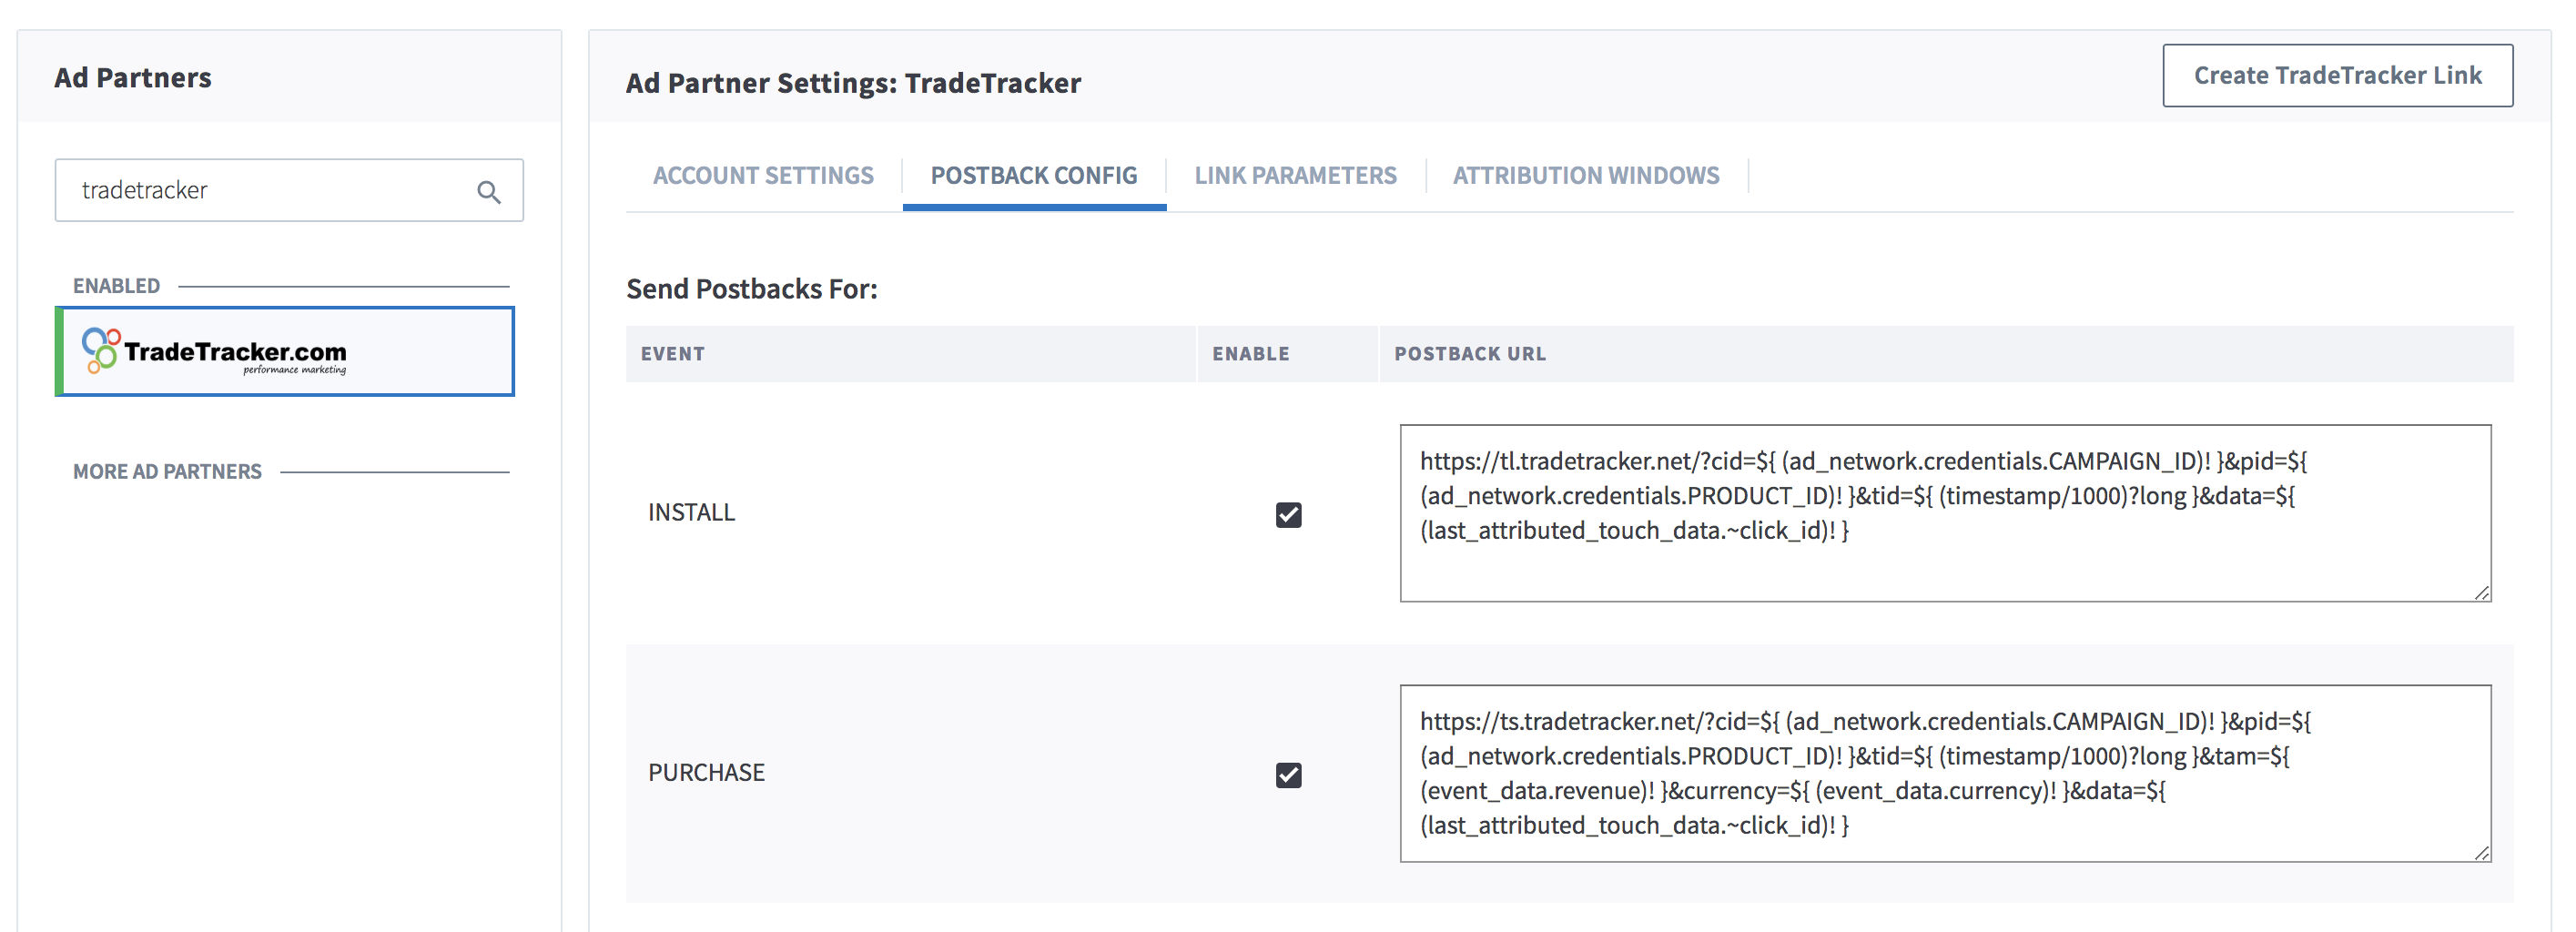 Ad Partners
tradetracker
ENABLED
TradeTracker.com
performance marketing
MORE AD PARTNERS
Ad Partner Settings: TradeTracker
Create TradeTracker Link
ACCOUNT SETTINGS
POSTBACK CONFIG
LINK PARAMETERS
ATTRIBUTION WINDOWS
Send Postbacks For:
EVENT
ENABLE
POSTBACK URL
INSTALL
https://tl.tradetracker.net/?cid=${ (ad_network.credentials.CAMPAIGN_ID)! }&pid=${
(ad_network.credentials.PRODUCT_ID)! }&tid=${ (timestamp/1000)?long }&data=${
(last_attributed_touch_data.~click_id)! }
PURCHASE
https://ts.tradetracker.net/?cid=${ (ad_network.credentials.CAMPAIGN_ID)! }&pid=${
(ad_network.credentials.PRODUCT_ID)! }&tid=${ (timestamp/1000)?long }&tam=${
(event_data.revenue)! }&currency=${ (event_data.currency)! }&data=${
(last_attributed_touch_data.~click_id)! }